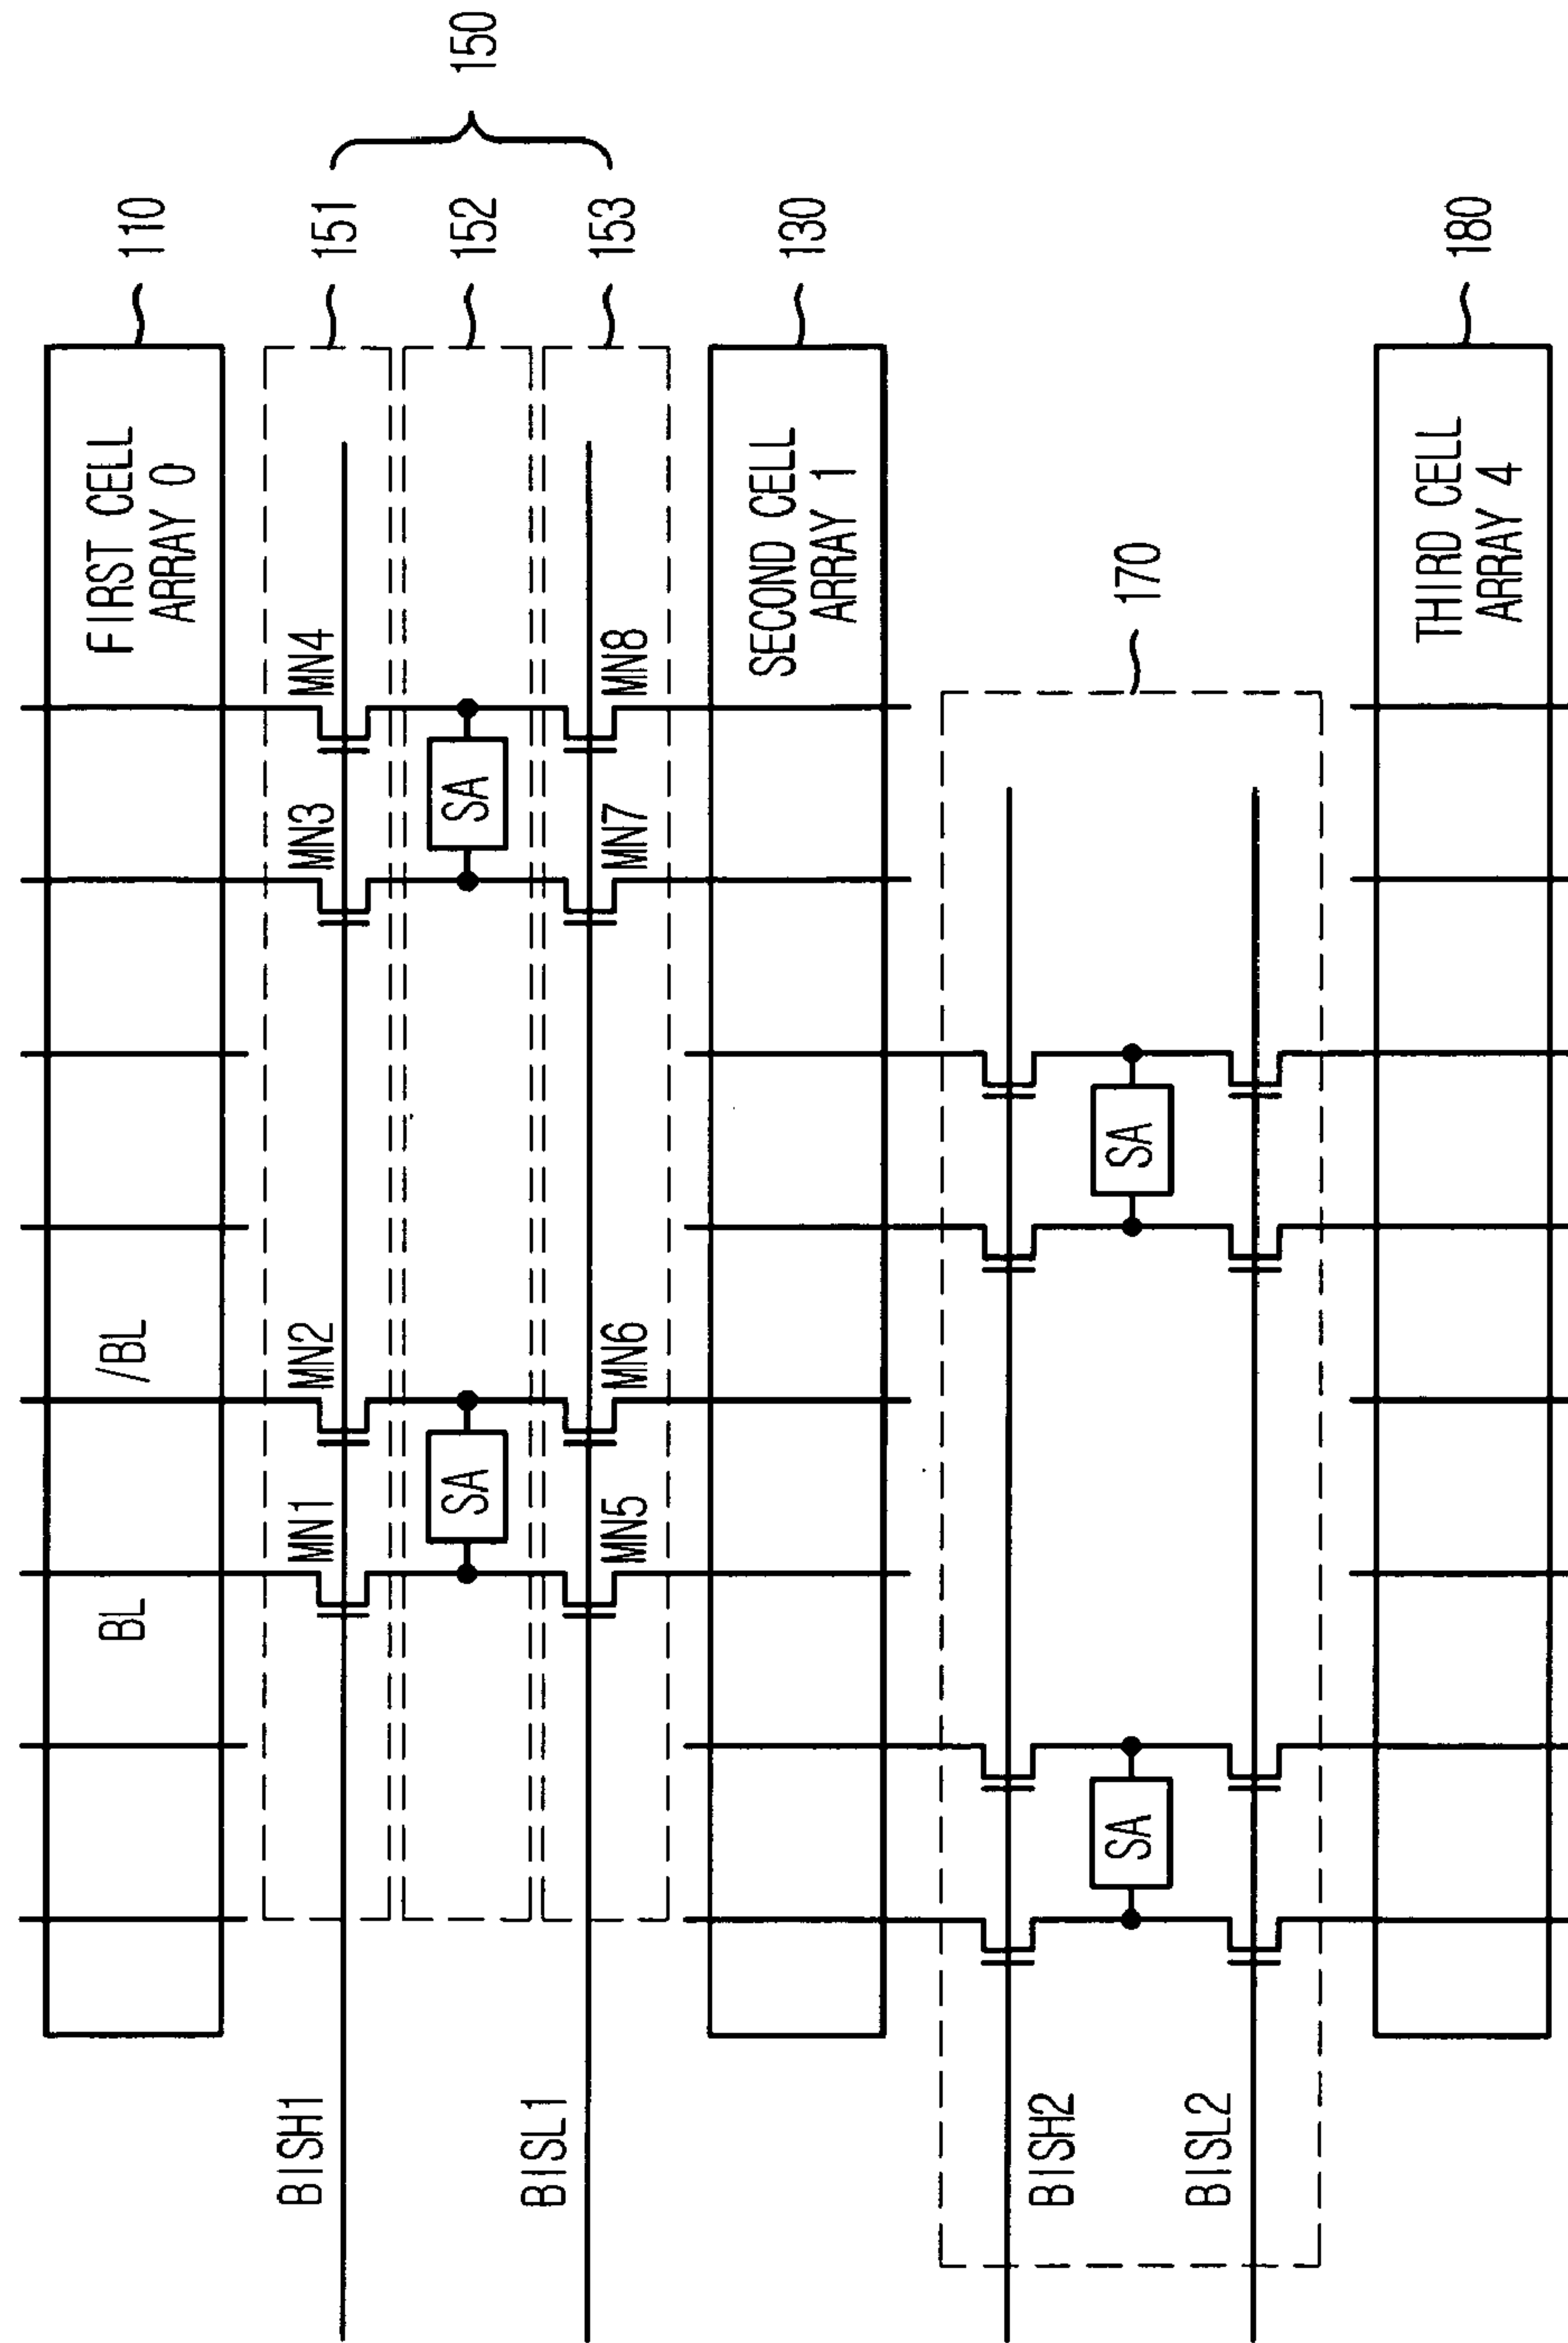 150
110
151
152
153
130
180
FIRST CELL
ARRAY 0
SECOND CELL
ARRAY 1
THIRD CELL
ARRAY 4
170
MN4
MN8
SA
MN3
MN7
SA
/BL
MN2
MN6
SA
MN1
MN5
BL
SA
BISH1
BISL1
BISH2
BISL2